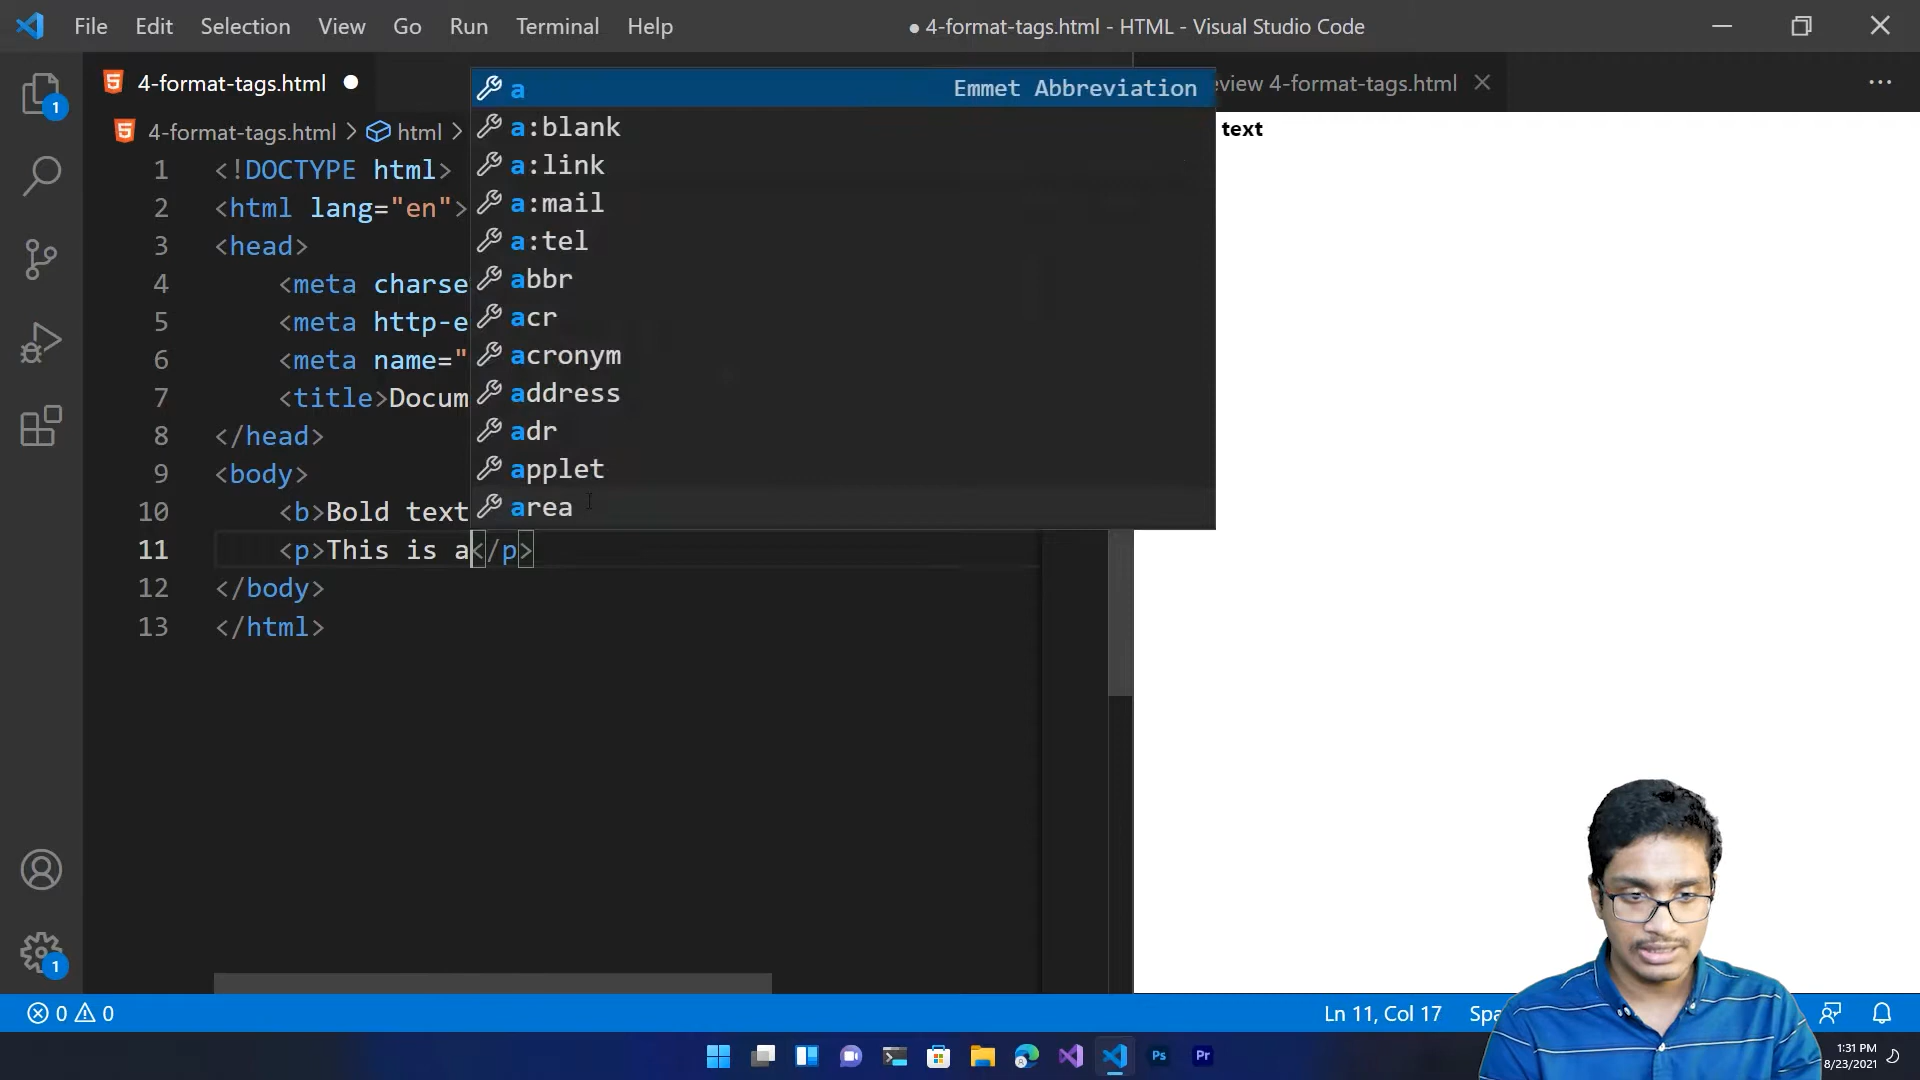 File Edit Selection View Go Run Terminal Help
● 4-format-tags.html - HTML - Visual Studio Code
4-format-tags.html ●
view 4-format-tags.html
4-format-tags.html > html >
a Emmet Abbreviation
a:blank
a:link
a:mail
a:tel
abbr
acr
acronym
address
adr
applet
area
text
1 <!DOCTYPE html>
2 <html lang="en">
3 <head>
4 <meta charse
5 <meta http-e
6 <meta name="
7 <title>Docum
8 </head>
9 <body>
10 <b>Bold text
11 <p>This is a</p>
12 </body>
13 </html>
1
1
0 0
Ln 11, Col 17
Spa
Ps
Pr
1:31 PM
8/23/2021